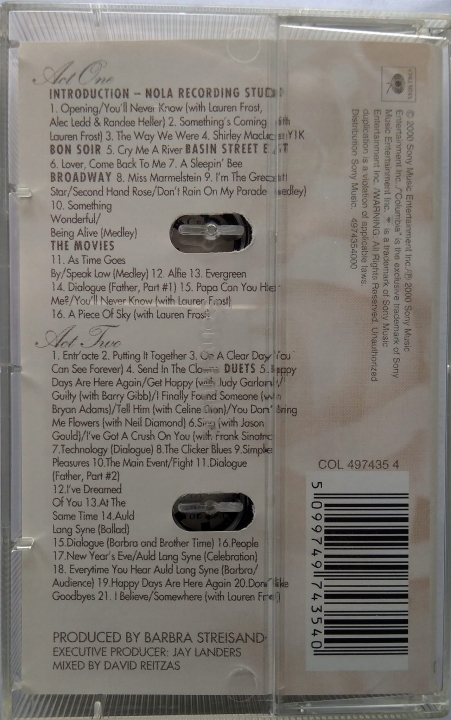 Act One
INTRODUCTION – NOLA RECORDING STUDIO
1. Opening/You'll Never Know (with Lauren Frost,
Alec Ledd & Randee Heller) 2. Something's Coming (with
Lauren Frost) 3. The Way We Were 4. Shirley MacLaine Y1K
BON SOIR 5. Cry Me A River BASIN STREET EAST
6. Lover, Come Back To Me 7. A Sleepin' Bee
BROADWAY 8. Miss Marmelstein 9. I'm The Greatest
Star/Second Hand Rose/Don't Rain On My Parade (Medley)
10. Something
Wonderful/
Being Alive (Medley)
THE MOVIES
11. As Time Goes
By/Speak Low (Medley) 12. Alfie 13. Evergreen
14. Dialogue (Father, Part #1) 15. Papa Can You Hear
Me?/You'll Never Know (with Lauren Frost)
16. A Piece Of Sky (with Lauren Frost)
Act Two
1. Entr'acte 2. Putting It Together 3. On A Clear Day (You
Can See Forever) 4. Send In The Clowns DUETS 5. Happy
Days Are Here Again/Get Happy (with Judy Garland)/
Guilty (with Barry Gibb)/I Finally Found Someone (with
Bryan Adams)/Tell Him (with Celine Dion)/You Don't Bring
Me Flowers (with Neil Diamond) 6.Sing (with Jason
Gould)/I've Got A Crush On You (with Frank Sinatra)
7.Technology (Dialogue) 8.The Clicker Blues 9.Simple
Pleasures 10.The Main Event/Fight 11.Dialogue
(Father, Part #2)
12.I've Dreamed
Of You 13.At The
Same Time 14.Auld
Lang Syne (Ballad)
15.Dialogue (Barbra and Brother Time) 16.People
17.New Year's Eve/Auld Lang Syne (Celebration)
18. Everytime You Hear Auld Lang Syne (Barbra/
Audience) 19.Happy Days Are Here Again 20.Don't Like
Goodbyes 21. I Believe/Somewhere (with Lauren Frost)
PRODUCED BY BARBRA STREISAND
EXECUTIVE PRODUCER: JAY LANDERS
MIXED BY DAVID REITZAS
COLUMBIA
© 2000 Sony Music Entertainment Inc./℗ 2000 Sony Music
Entertainment Inc./"Columbia" is the exclusive trademark of Sony
Music Entertainment Inc. is a trademark of Sony Music
Entertainment Inc./WARNING: All Rights Reserved. Unauthorized
duplication is a violation of applicable laws.
Distribution Sony Music. 4974354000
COL 497435 4
5 099749 743540